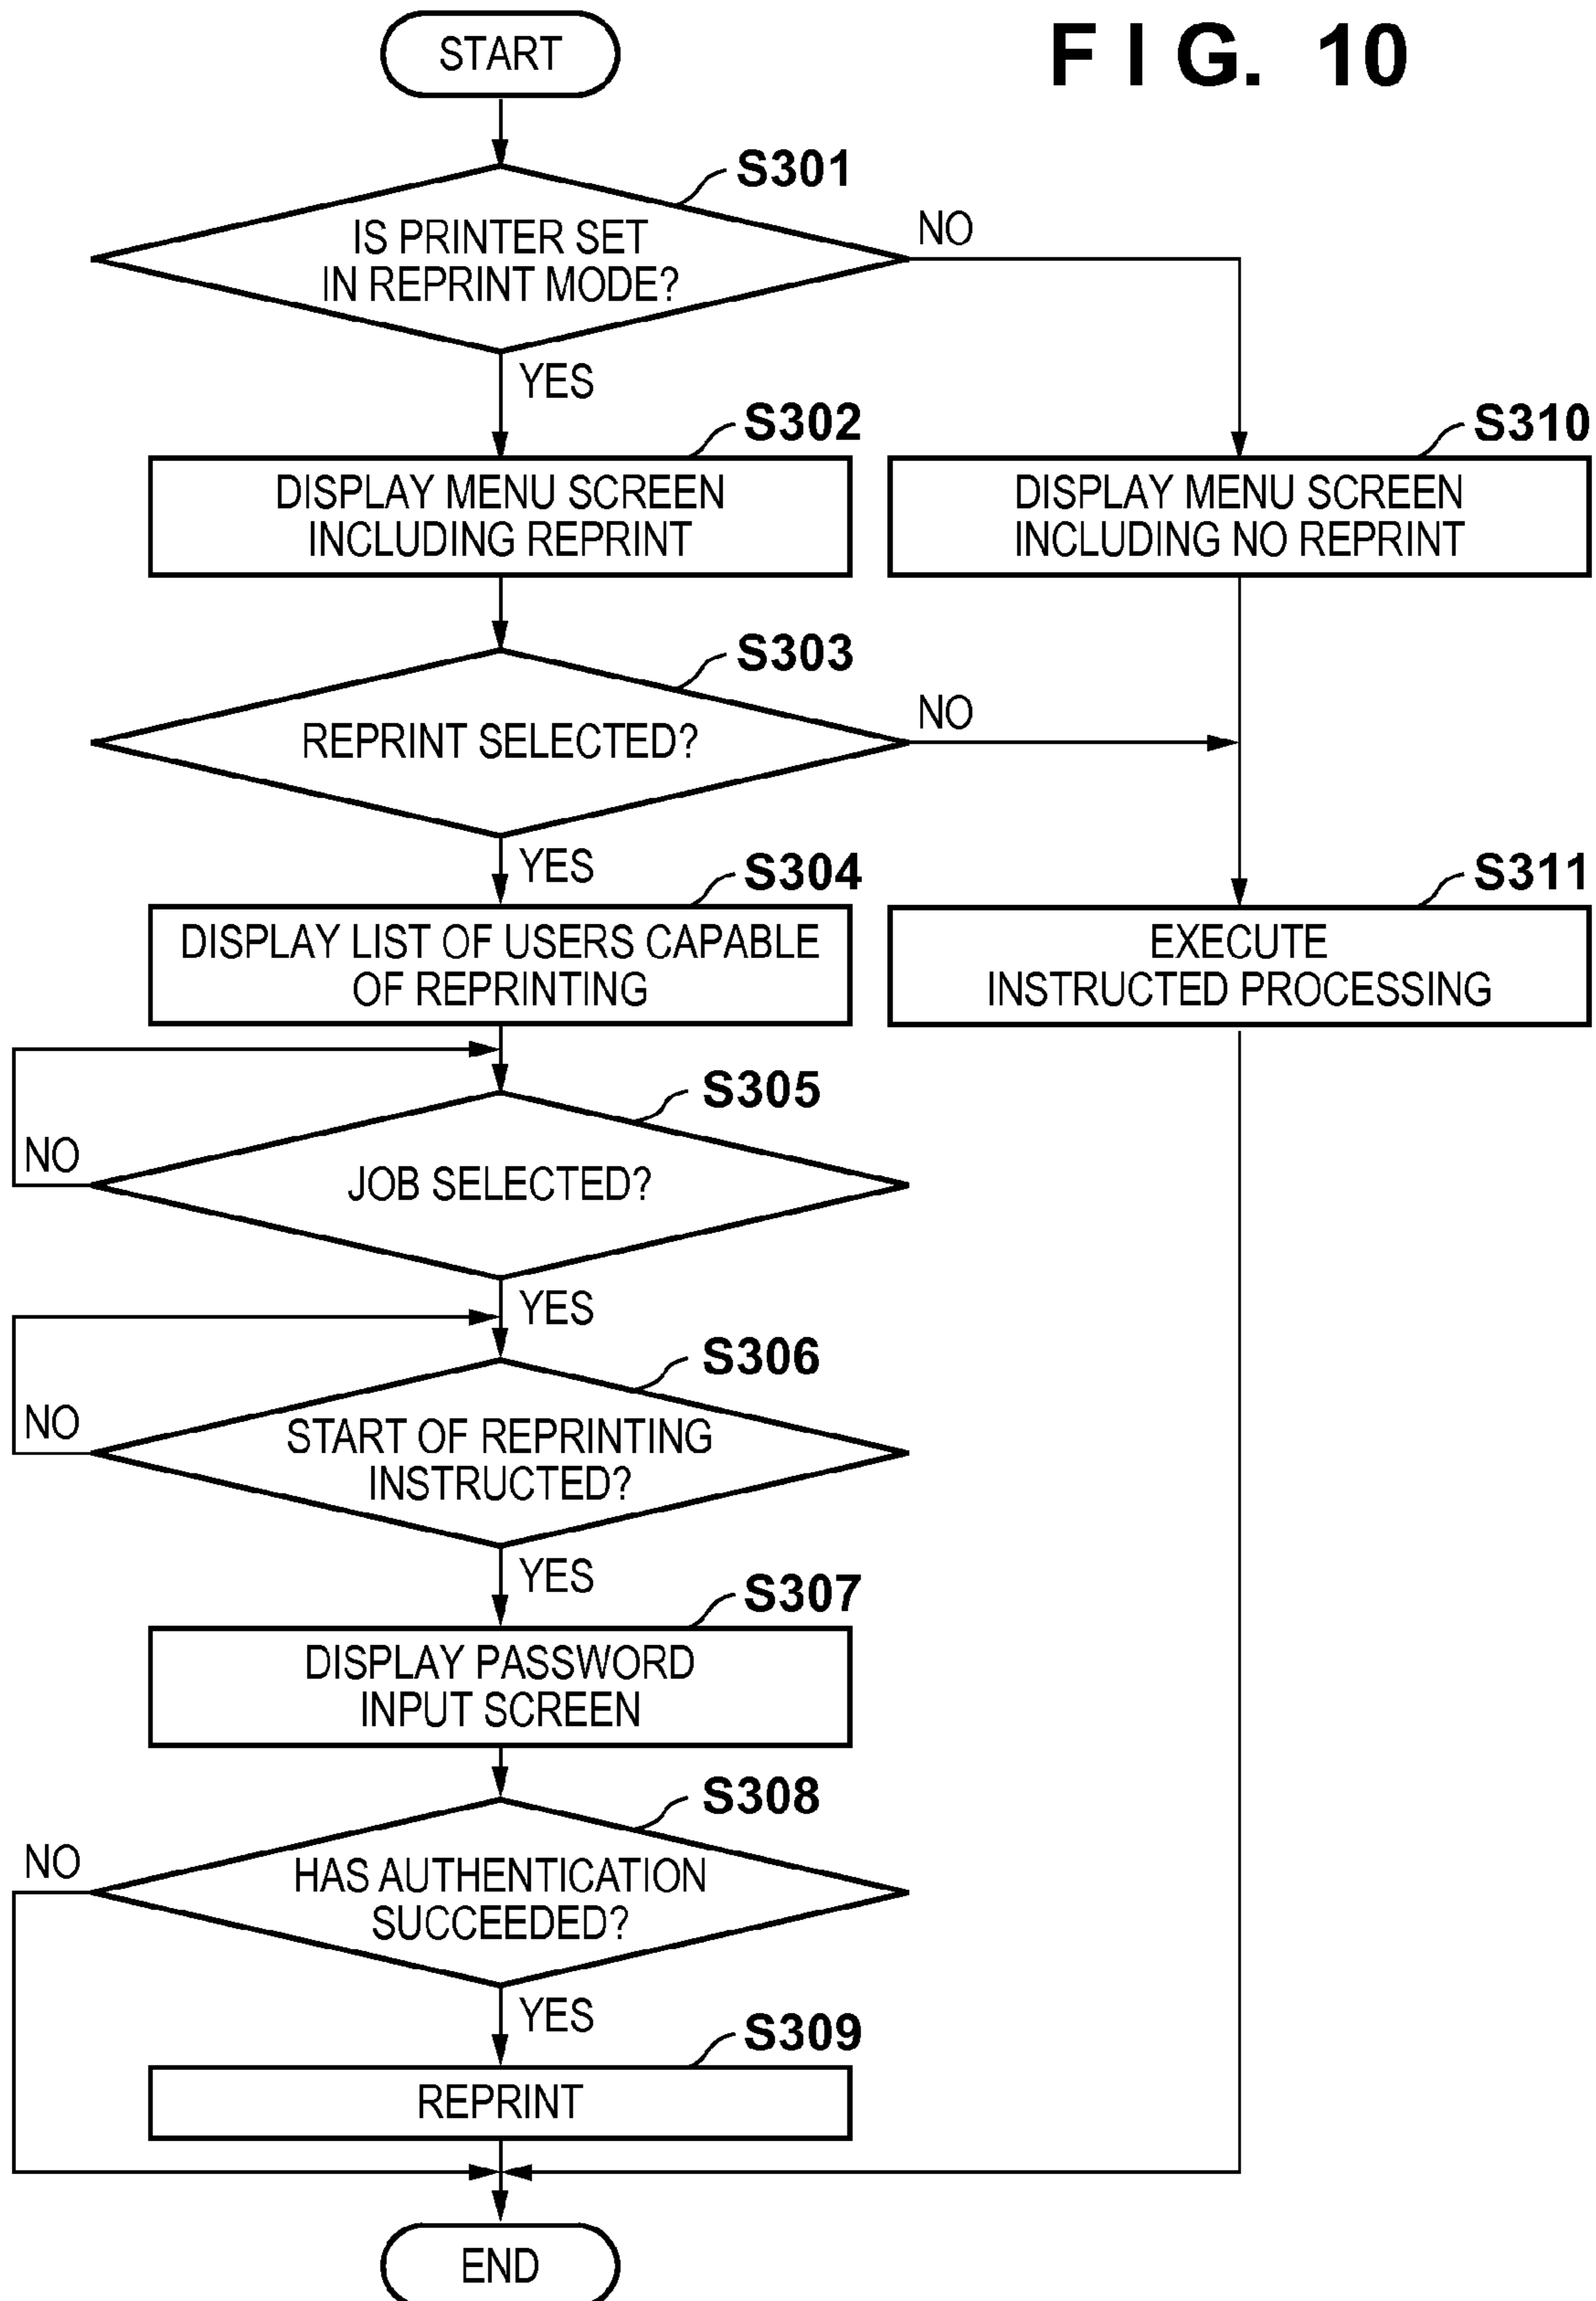 START
F I G. 10
S301
IS PRINTER SET
IN REPRINT MODE?
NO
YES
S302
DISPLAY MENU SCREEN
INCLUDING REPRINT
S310
DISPLAY MENU SCREEN
INCLUDING NO REPRINT
S303
REPRINT SELECTED?
NO
YES
S304
DISPLAY LIST OF USERS CAPABLE
OF REPRINTING
S311
EXECUTE
INSTRUCTED PROCESSING
S305
NO
JOB SELECTED?
YES
S306
NO
START OF REPRINTING
INSTRUCTED?
YES
S307
DISPLAY PASSWORD
INPUT SCREEN
S308
NO
HAS AUTHENTICATION
SUCCEEDED?
YES
S309
REPRINT
END